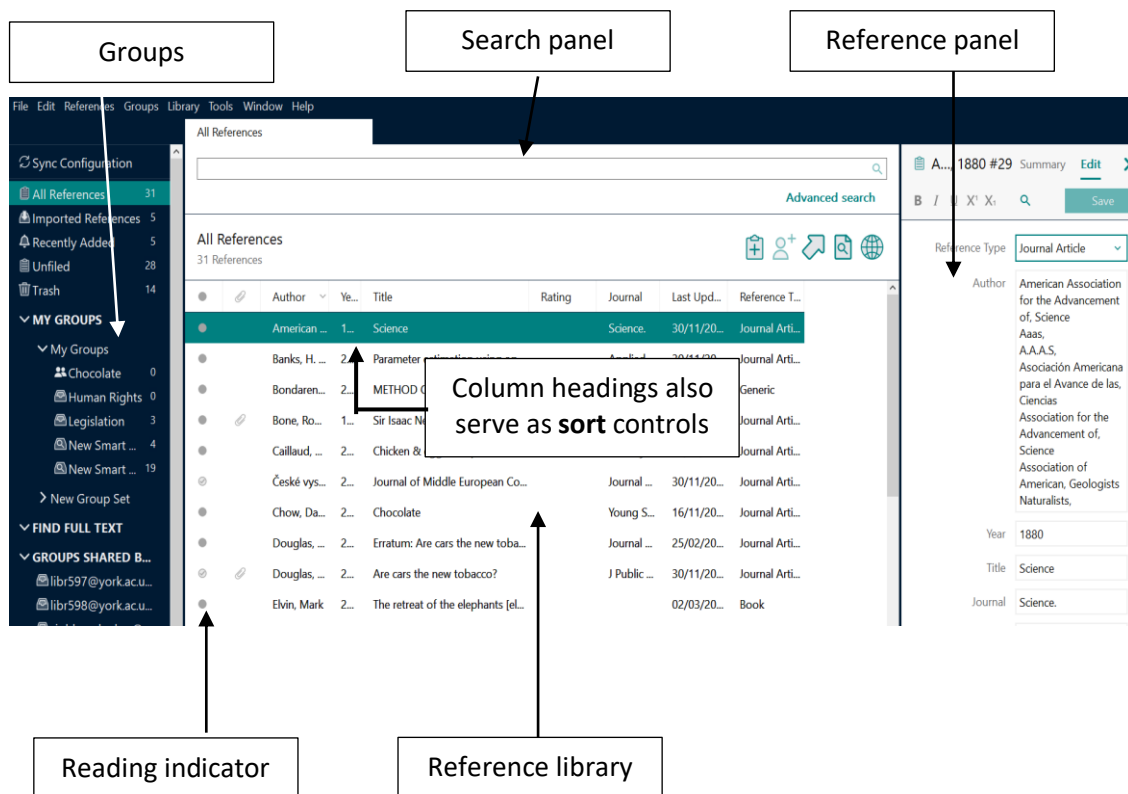 Groups
Search panel
Reference panel
File Edit References Groups Library Tools Window Help
All References
Sync Configuration
All References 31
Imported References 5
Recently Added 5
Unfiled 28
Trash 14
MY GROUPS
My Groups
Chocolate 0
Human Rights 0
Legislation 3
New Smart ... 4
New Smart ... 19
New Group Set
FIND FULL TEXT
GROUPS SHARED B...
libr597@york.ac.u...
libr598@york.ac.u...
Advanced search
All References
31 References
Author Ye... Title Rating Journal Last Upd... Reference T...
American ... 1... Science Science. 30/11/20... Journal Arti...
Banks, H. ... 2... Parameter estimation using Journal Arti...
Bondaren... 2... METHOD Generic
Bone, Ro... 1... Sir Isaac Journal Arti...
Caillaud, ... 2... Chicken & Journal Arti...
České vys... 2... Journal of Middle European Co... Journal ... 30/11/20... Journal Arti...
Chow, Da... 2... Chocolate Young S... 16/11/20... Journal Arti...
Douglas, ... 2... Erratum: Are cars the new toba... Journal ... 25/02/20... Journal Arti...
Douglas, ... 2... Are cars the new tobacco? J Public ... 30/11/20... Journal Arti...
Elvin, Mark 2... The retreat of the elephants [el... 02/03/20... Book
Column headings also
serve as sort controls
A..., 1880 #29 Summary Edit
B I U X¹ X₁ Save
Reference Type Journal Article
Author American Association
for the Advancement
of, Science
Aaas,
A.A.A.S,
Asociación Americana
para el Avance de las,
Ciencias
Association for the
Advancement of,
Science
Association of
American, Geologists
Naturalists,
Year 1880
Title Science
Journal Science.
Reading indicator
Reference library